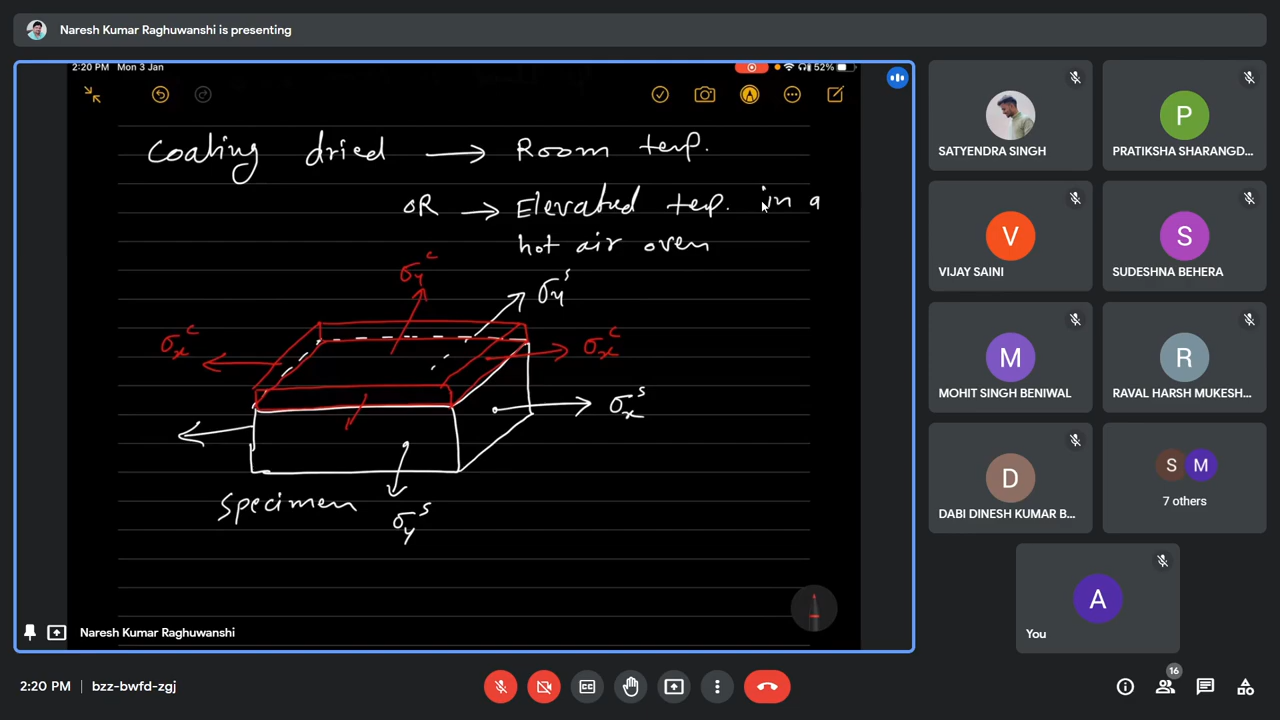 Naresh Kumar Raghuwanshi is presenting
2:20 PM Mon 3 Jan
52%
Coating dried → Room temp.
OR → Elevated temp. in a
hot air oven
σy^c
σy^s
σx^c
σx^c
σx^s
Specimen
σy^s
Naresh Kumar Raghuwanshi
SATYENDRA SINGH
P
PRATIKSHA SHARANGD...
V
VIJAY SAINI
S
SUDESHNA BEHERA
M
MOHIT SINGH BENIWAL
R
RAVAL HARSH MUKESH...
D
DABI DINESH KUMAR B...
S M
7 others
A
You
2:20 PM | bzz-bwfd-zgj
16